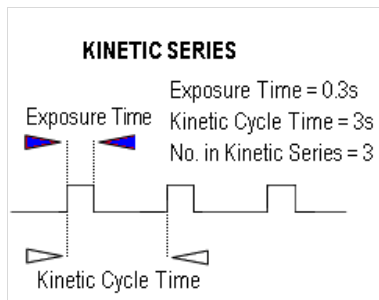 KINETIC SERIES
Exposure Time = 0.3s
Exposure Time
Kinetic Cycle Time = 3s
No. in Kinetic Series = 3
Kinetic Cycle Time